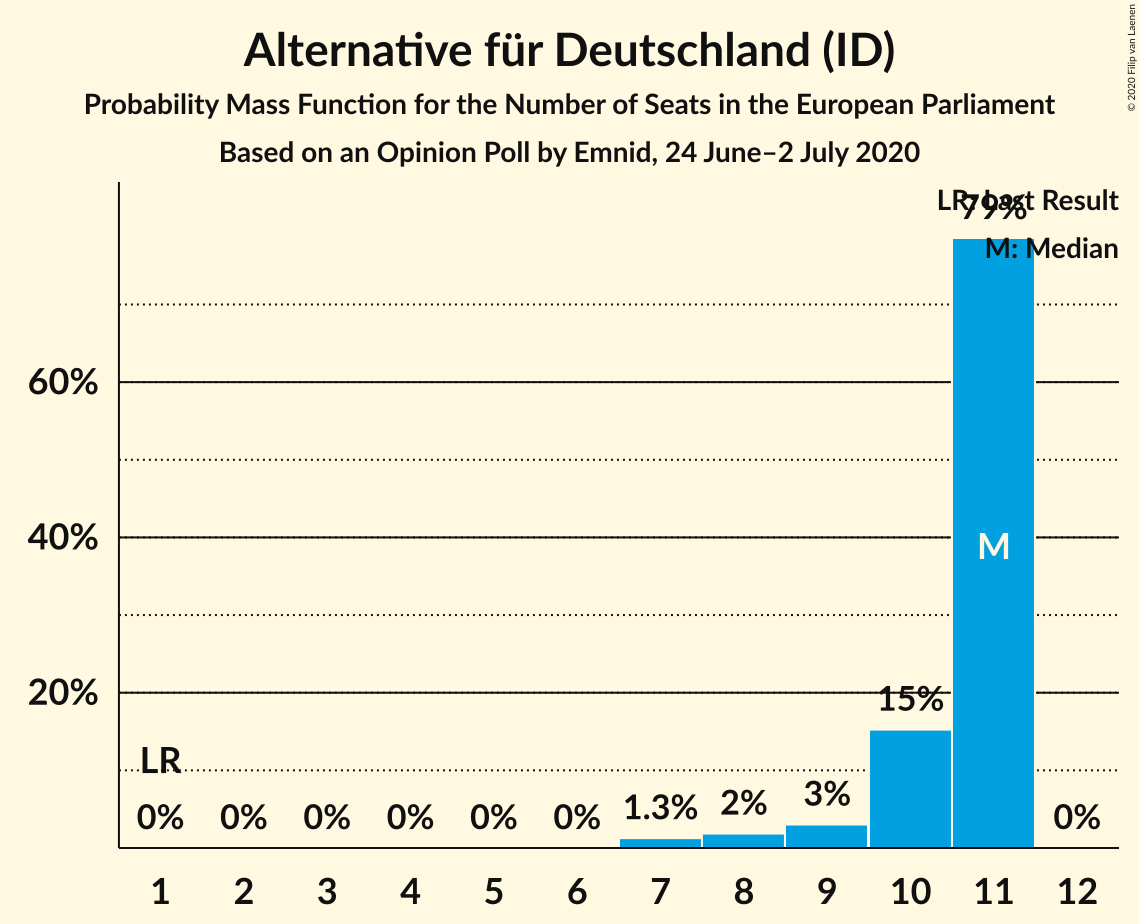 Alternative für Deutschland (ID)
Probability Mass Function for the Number of Seats in the European Parliament
Based on an Opinion Poll by Emnid, 24 June–2 July 2020
© 2020 Filip van Laenen
LR: Last Result
M: Median
79%
60%
40%
20%
M
15%
LR
0%
0%
0%
0%
0%
0%
1.3%
2%
3%
0%
1 2 3 4 5 6 7 8 9 10 11 12